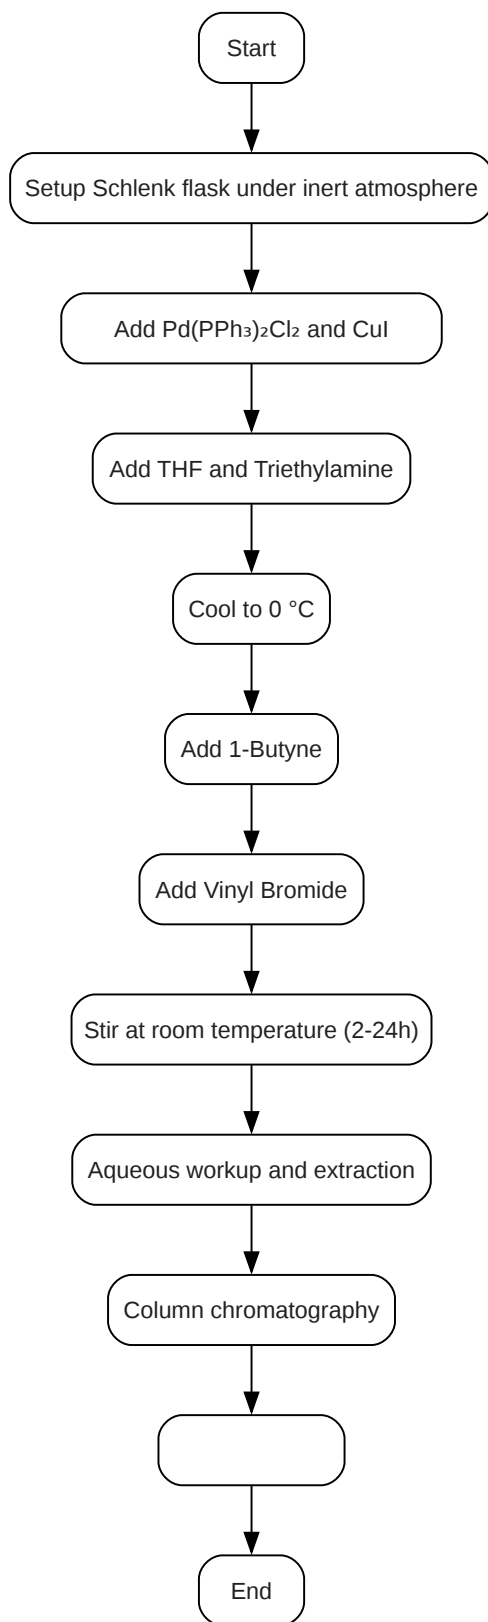 Start
Setup Schlenk flask under inert atmosphere
Add Pd(PPh₃)₂Cl₂ and CuI
Add THF and Triethylamine
Cool to 0 °C
Add 1-Butyne
Add Vinyl Bromide
Stir at room temperature (2-24h)
Aqueous workup and extraction
Column chromatography
End